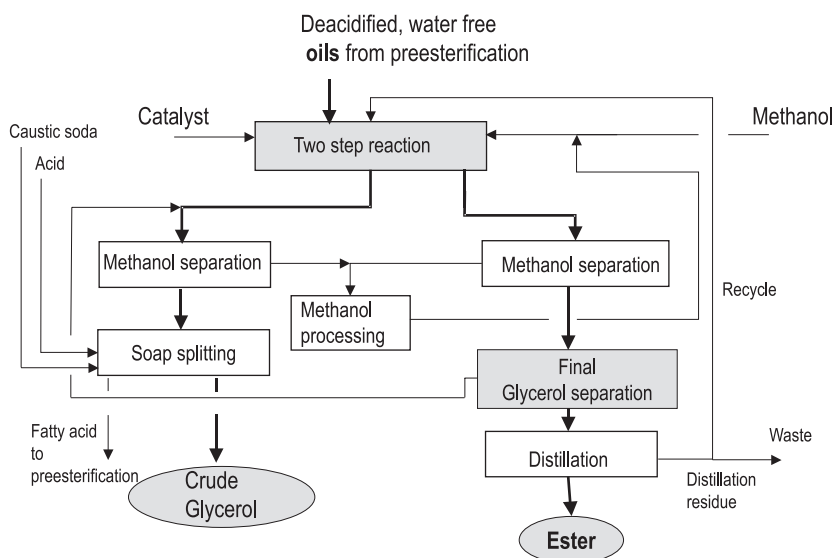 Deacidified, water free
oils from preesterification
Catalyst
Methanol
Caustic soda
Acid
Two step reaction
Methanol separation
Methanol separation
Recycle
Methanol
processing
Soap splitting
Final
Glycerol separation
Fatty acid
to
preesterification
Waste
Distillation
Distillation
residue
Crude
Glycerol
Ester